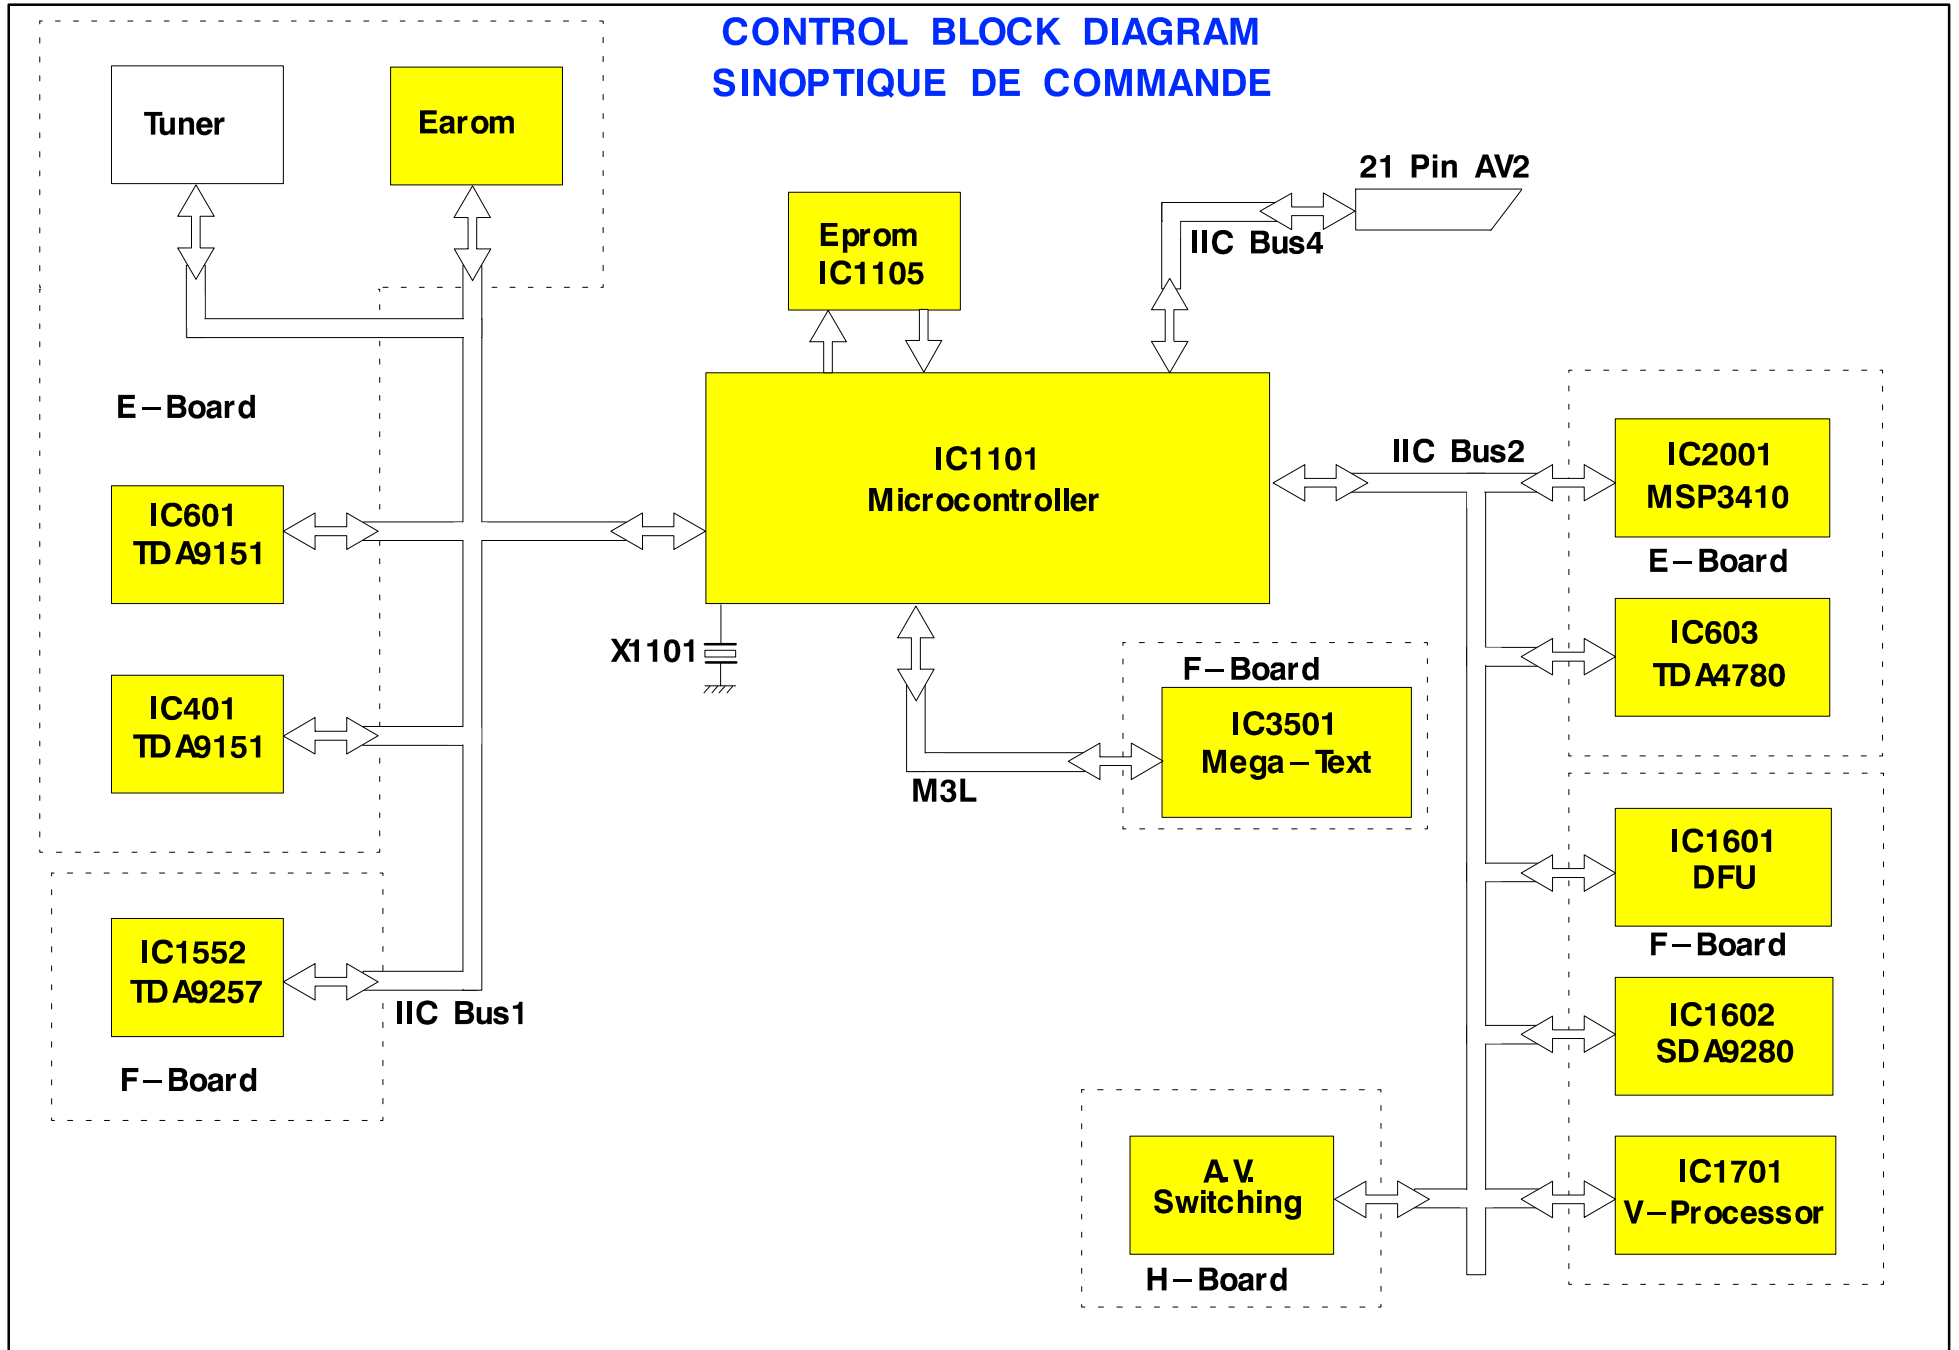 CONTROL BLOCK DIAGRAM
SINOPTIQUE DE COMMANDE
Tuner
Earom
21 Pin AV2
Eprom
IC1105
IIC Bus4
E-Board
IC1101
Microcontroller
IIC Bus2
IC2001
MSP3410
E-Board
IC601
TDA9151
X1101
IC603
TDA4780
F-Board
IC3501
Mega-Text
M3L
IC401
TDA9151
IC1601
DFU
F-Board
IC1552
TDA9257
IIC Bus1
F-Board
IC1602
SDA9280
A.V.
Switching
H-Board
IC1701
V-Processor